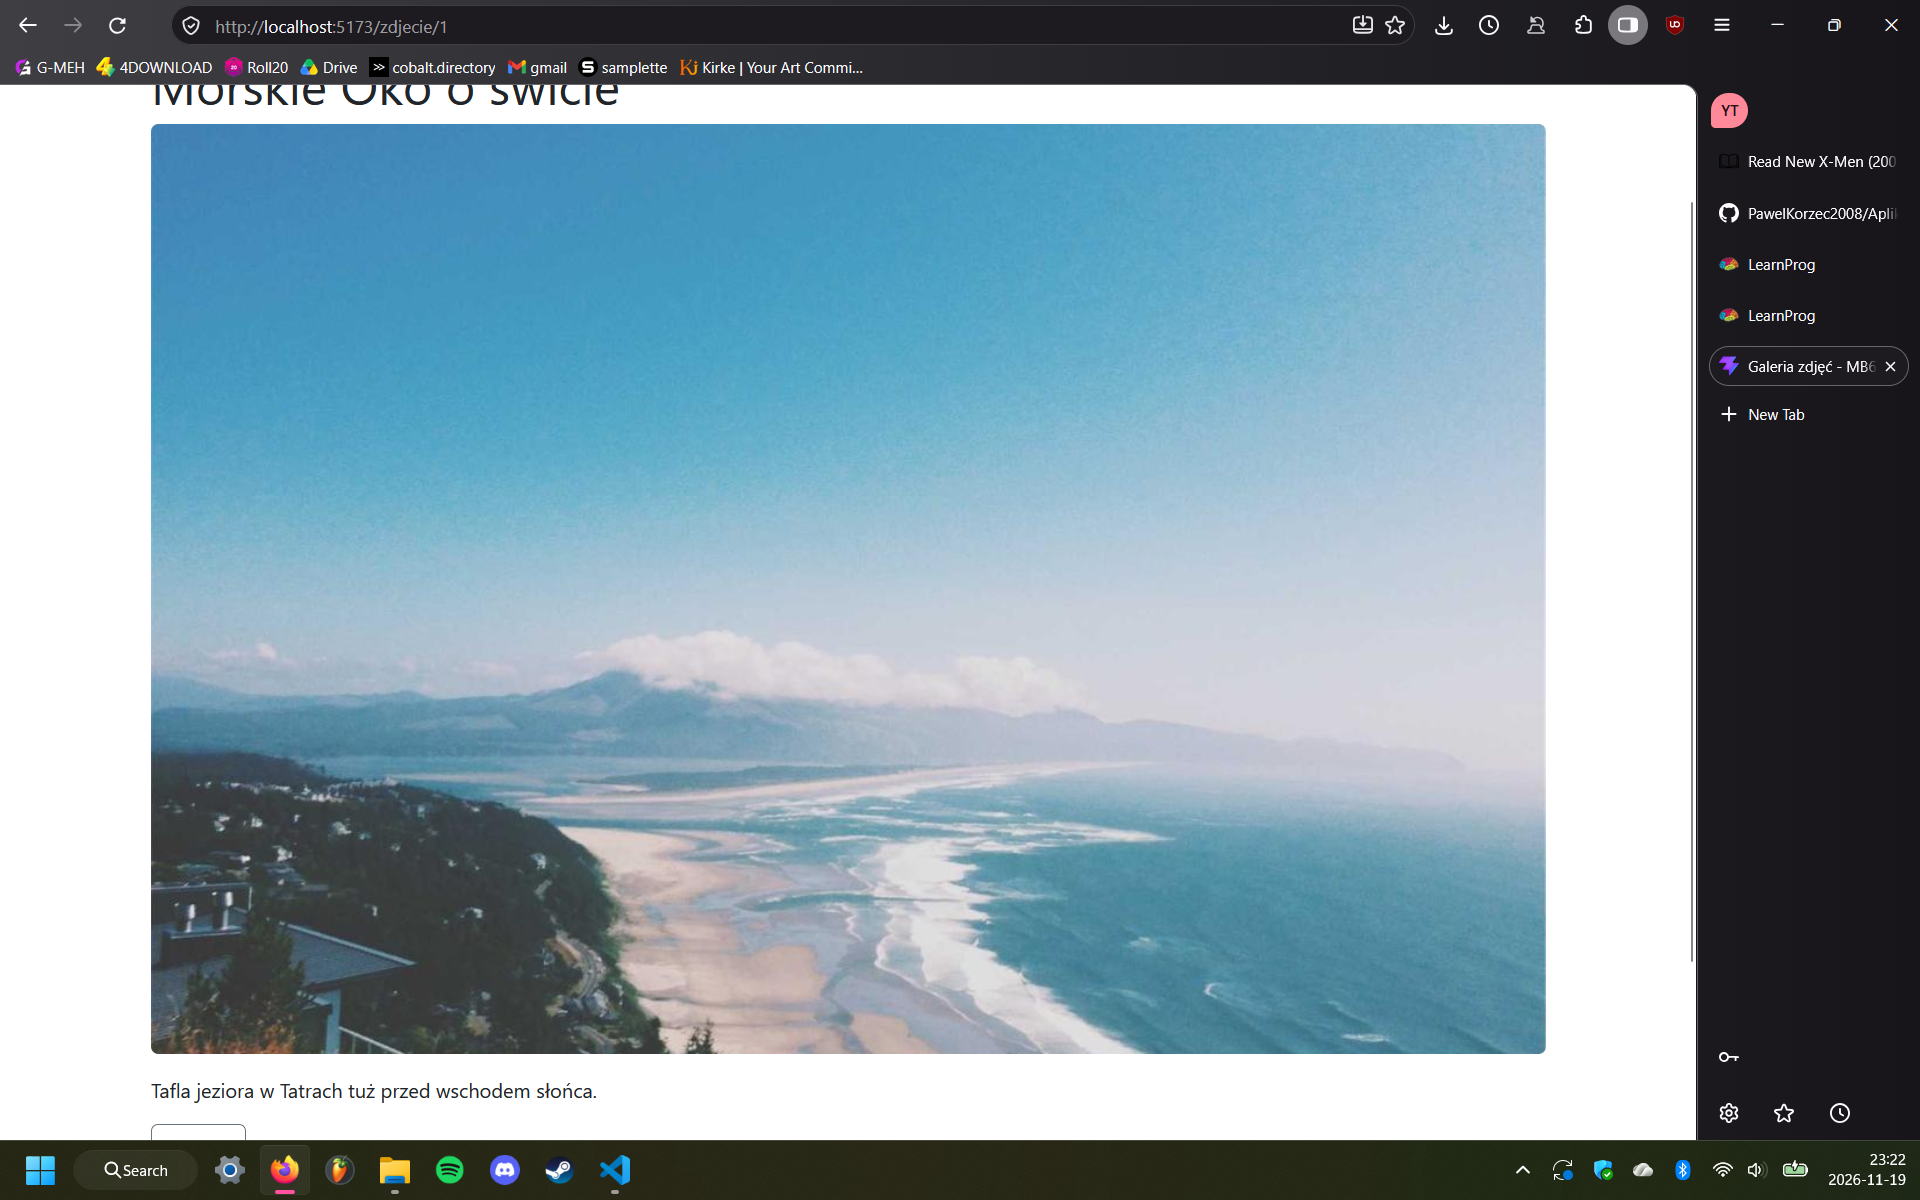 http://localhost:5173/zdjecie/1
G-MEH 4DOWNLOAD Roll20 Drive cobalt.directory gmail samplette Kirke | Your Art Commi...
Morskie Oko o świcie
YT
Read New X-Men (200
PawelKorzec2008/Apli
LearnProg
LearnProg
Galeria zdjęć - MB6
New Tab
Tafla jeziora w Tatrach tuż przed wschodem słońca.
Search
23:22
2026-11-19